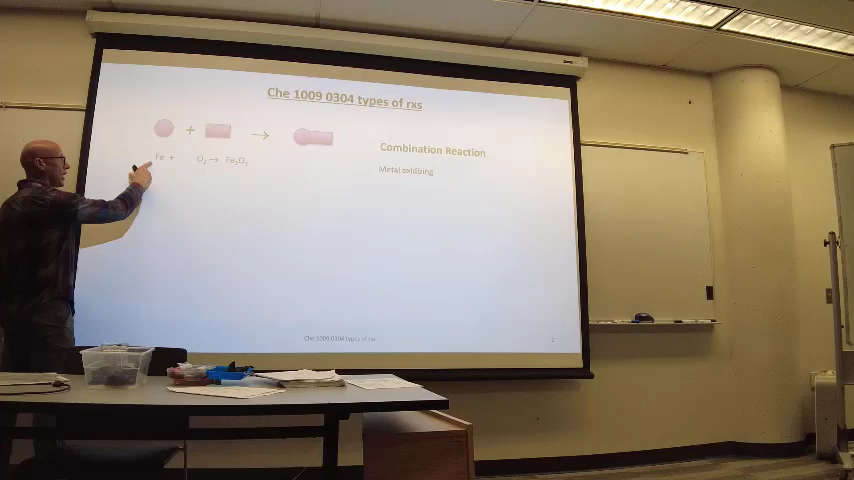 Che 1009 0304 types of rxs
+ →
Combination Reaction
Fe + O₂ → Fe₂O₃
Metal oxidizing
Che 1009 0304 types of rxs